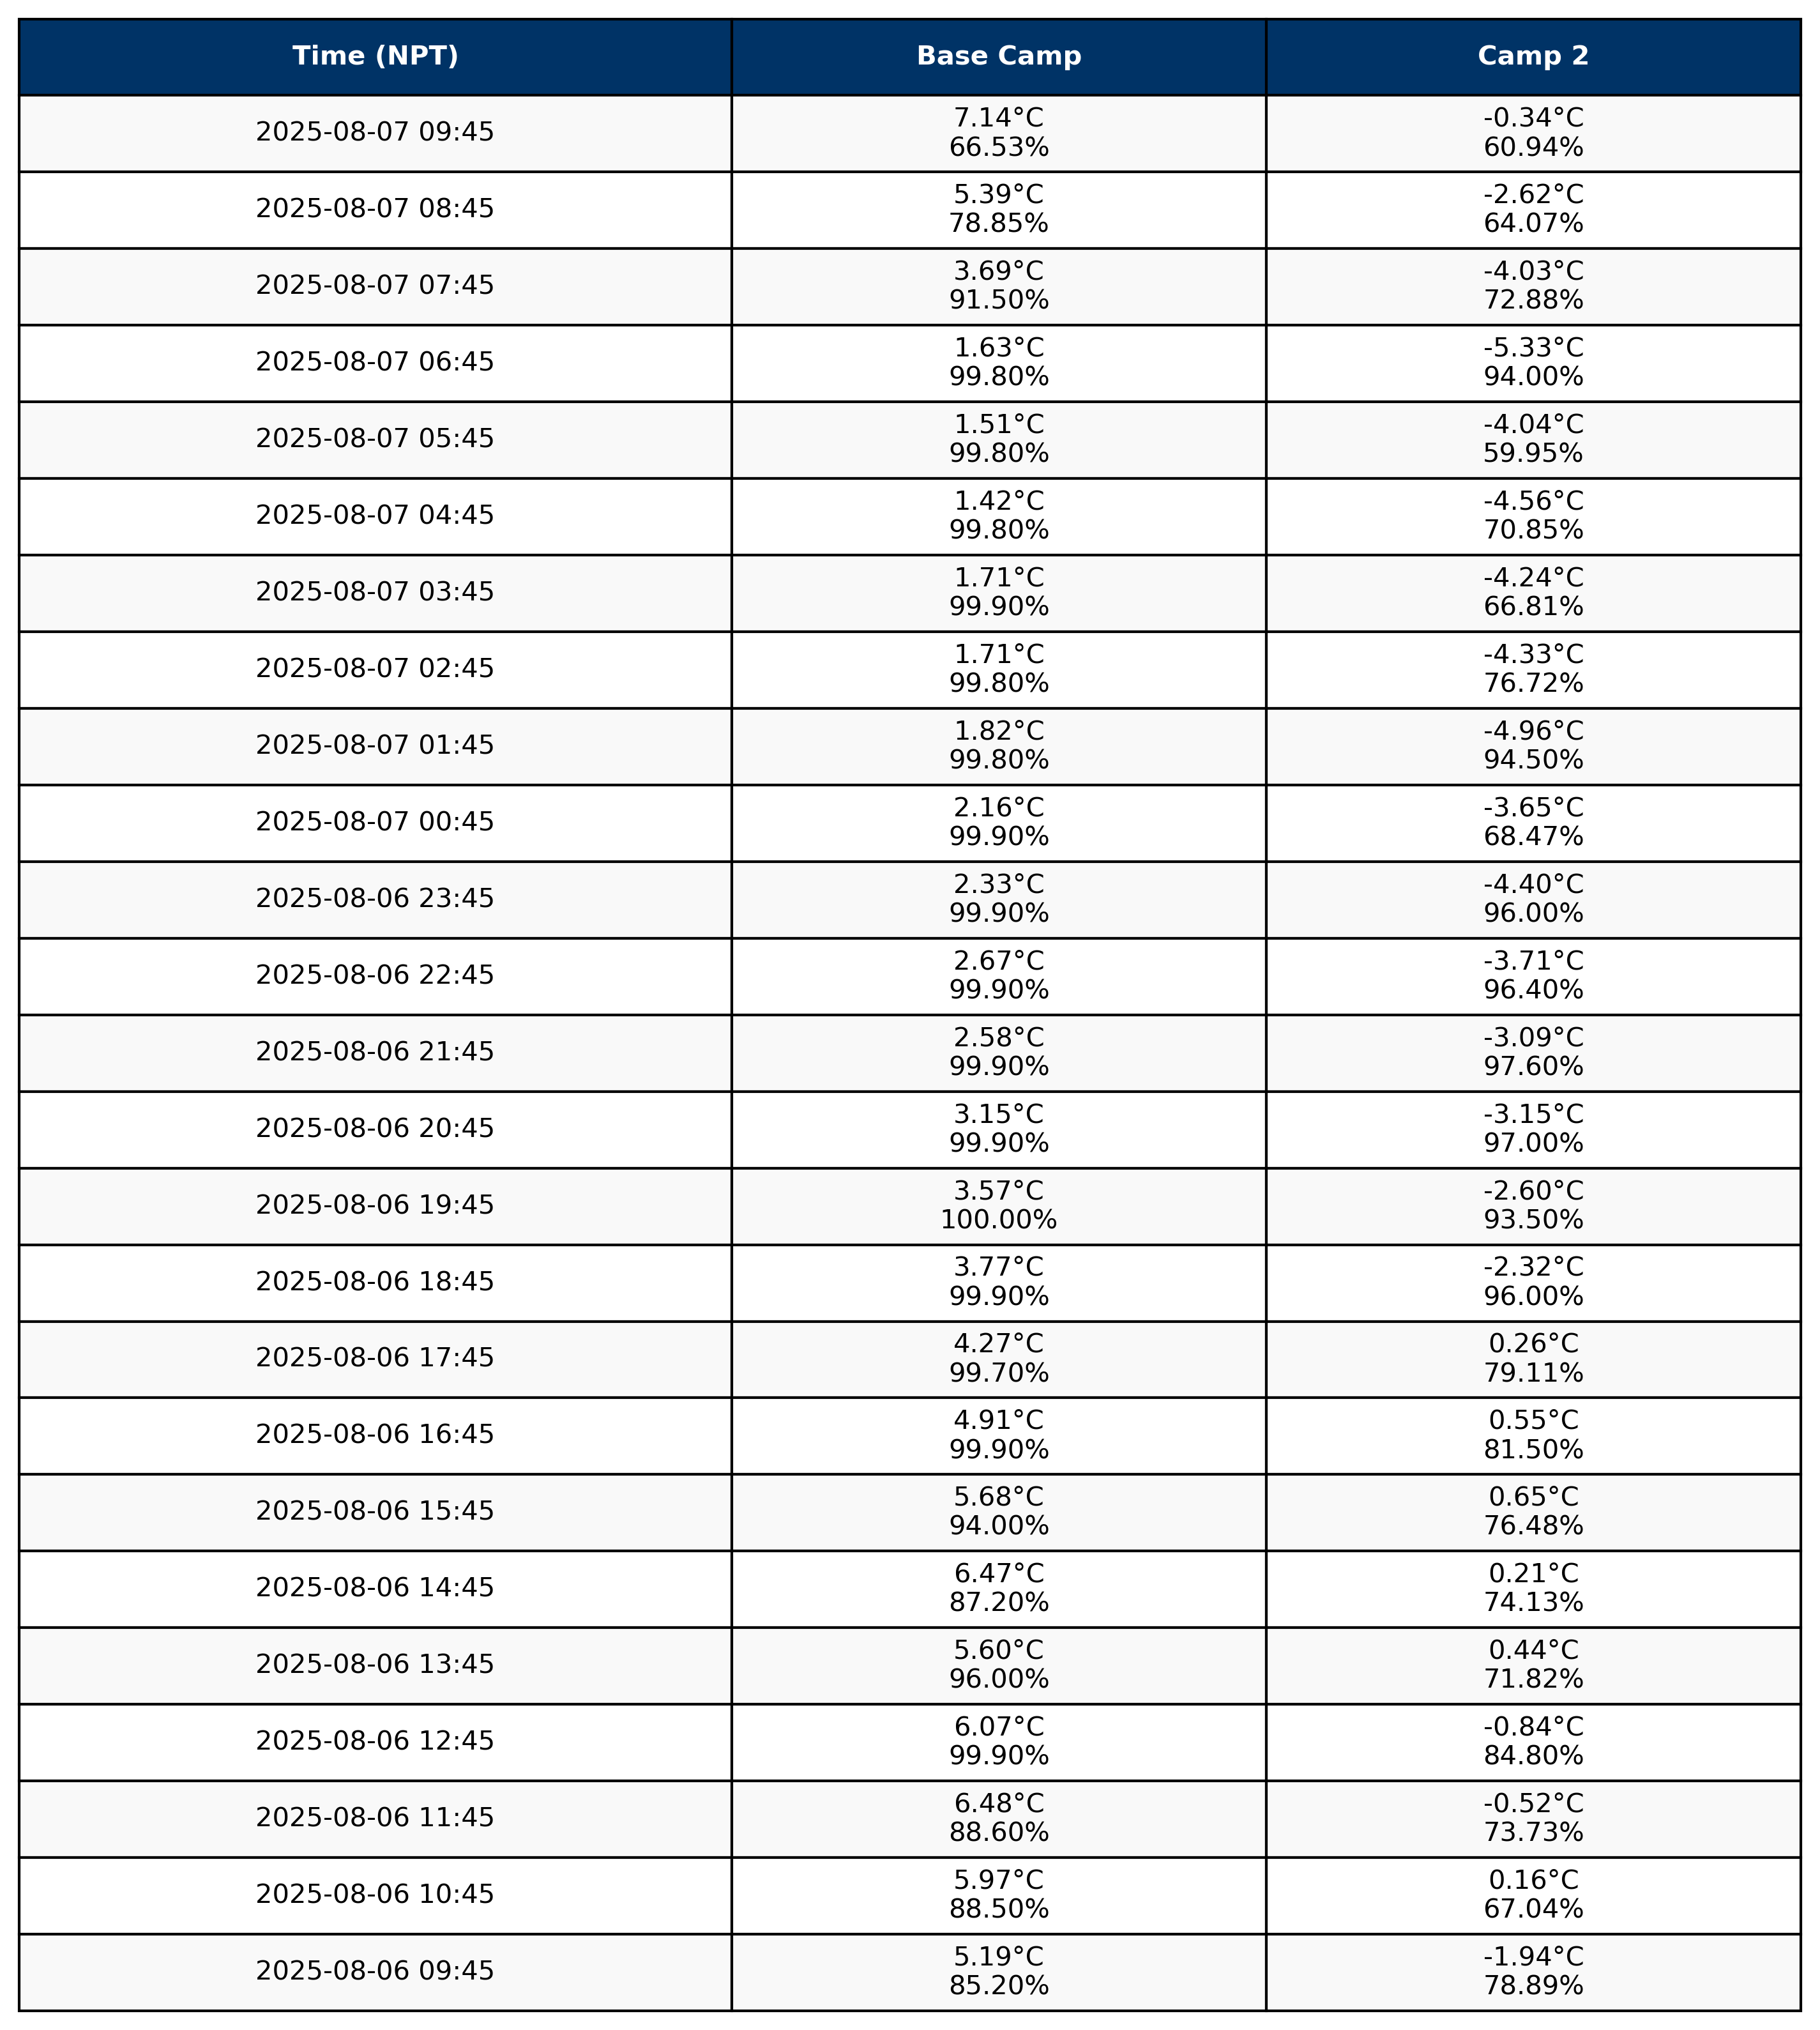 Time (NPT) Base Camp Camp 2
2025-08-07 09:45 7.14°C -0.34°C
66.53% 60.94%
2025-08-07 08:45 5.39°C -2.62°C
78.85% 64.07%
2025-08-07 07:45 3.69°C -4.03°C
91.50% 72.88%
2025-08-07 06:45 1.63°C -5.33°C
99.80% 94.00%
2025-08-07 05:45 1.51°C -4.04°C
99.80% 59.95%
2025-08-07 04:45 1.42°C -4.56°C
99.80% 70.85%
2025-08-07 03:45 1.71°C -4.24°C
99.90% 66.81%
2025-08-07 02:45 1.71°C -4.33°C
99.80% 76.72%
2025-08-07 01:45 1.82°C -4.96°C
99.80% 94.50%
2025-08-07 00:45 2.16°C -3.65°C
99.90% 68.47%
2025-08-06 23:45 2.33°C -4.40°C
99.90% 96.00%
2025-08-06 22:45 2.67°C -3.71°C
99.90% 96.40%
2025-08-06 21:45 2.58°C -3.09°C
99.90% 97.60%
2025-08-06 20:45 3.15°C -3.15°C
99.90% 97.00%
2025-08-06 19:45 3.57°C -2.60°C
100.00% 93.50%
2025-08-06 18:45 3.77°C -2.32°C
99.90% 96.00%
2025-08-06 17:45 4.27°C 0.26°C
99.70% 79.11%
2025-08-06 16:45 4.91°C 0.55°C
99.90% 81.50%
2025-08-06 15:45 5.68°C 0.65°C
94.00% 76.48%
2025-08-06 14:45 6.47°C 0.21°C
87.20% 74.13%
2025-08-06 13:45 5.60°C 0.44°C
96.00% 71.82%
2025-08-06 12:45 6.07°C -0.84°C
99.90% 84.80%
2025-08-06 11:45 6.48°C -0.52°C
88.60% 73.73%
2025-08-06 10:45 5.97°C 0.16°C
88.50% 67.04%
2025-08-06 09:45 5.19°C -1.94°C
85.20% 78.89%